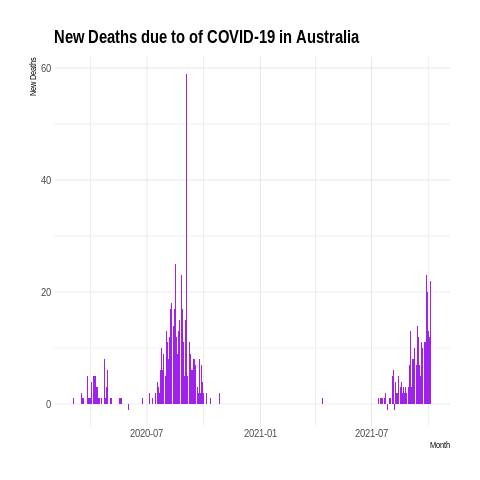 New Deaths due to of COVID-19 in Australia
New Deaths
60
40
20
0
2020-07
2021-01
2021-07
Month